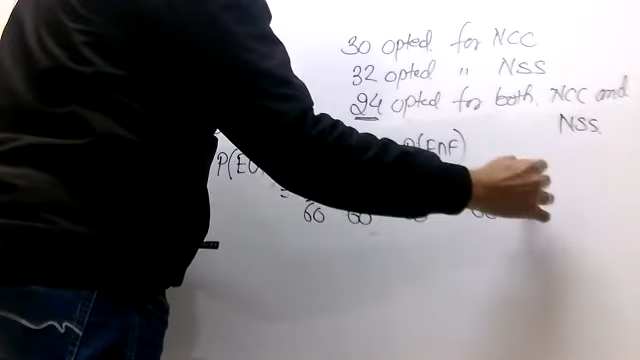 30 opted for NCC
32 opted " NSS
24 opted for both NCC and
NSS.
P(E P(E∩F)
=
60 60